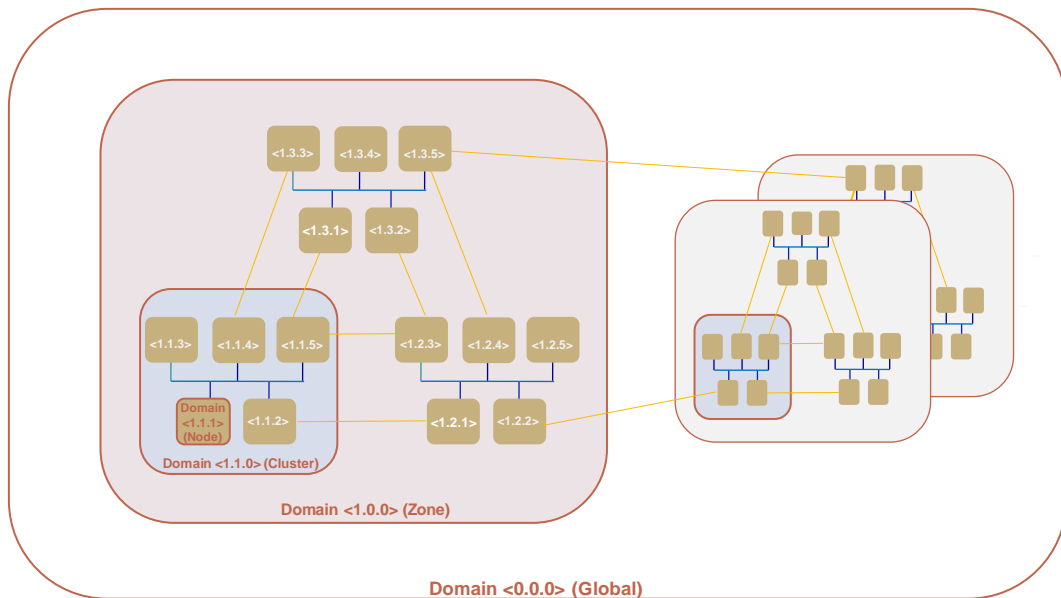 <1.3.3> <1.3.4> <1.3.5>
<1.3.1> <1.3.2>
<1.1.3> <1.1.4> <1.1.5> <1.2.3> <1.2.4> <1.2.5>
Domain
<1.1.1>
(Node)
<1.1.2> <1.2.1> <1.2.2>
Domain <1.1.0> (Cluster)
Domain <1.0.0> (Zone)
Domain <0.0.0> (Global)